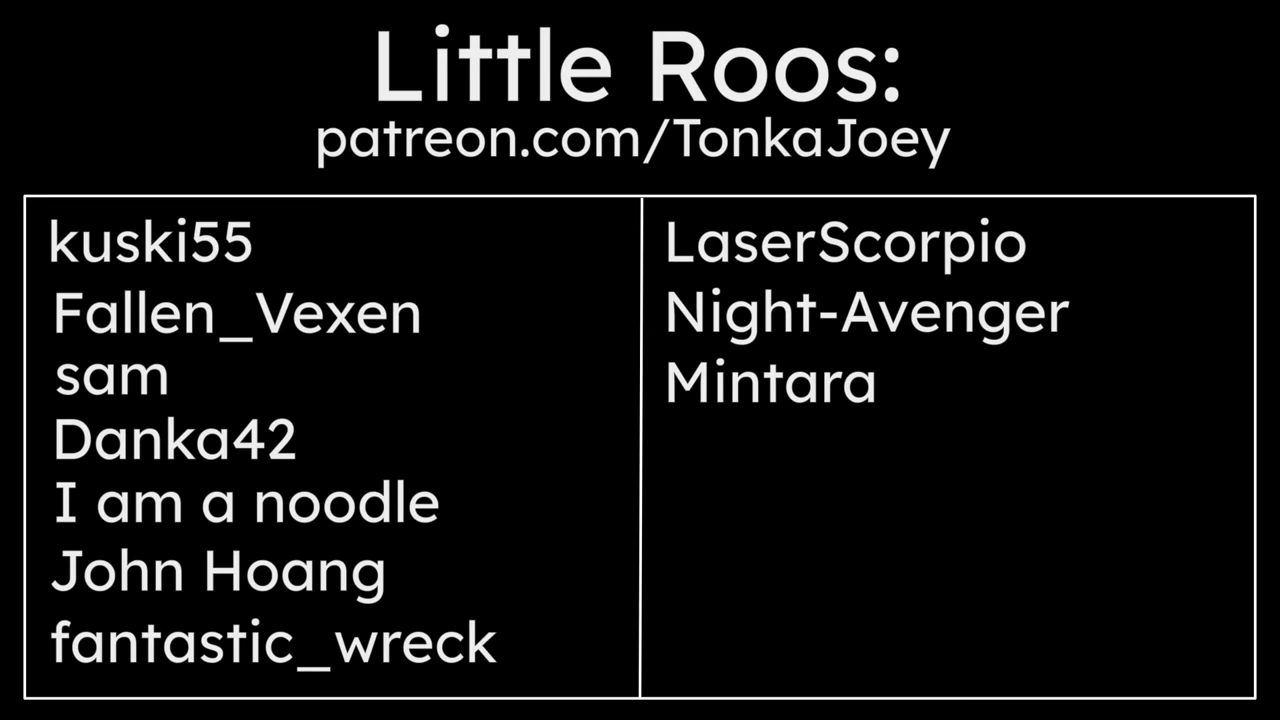 Little Roos:
patreon.com/TonkaJoey
kuski55
Fallen_Vexen
sam
Danka42
I am a noodle
John Hoang
fantastic_wreck
LaserScorpio
Night-Avenger
Mintara